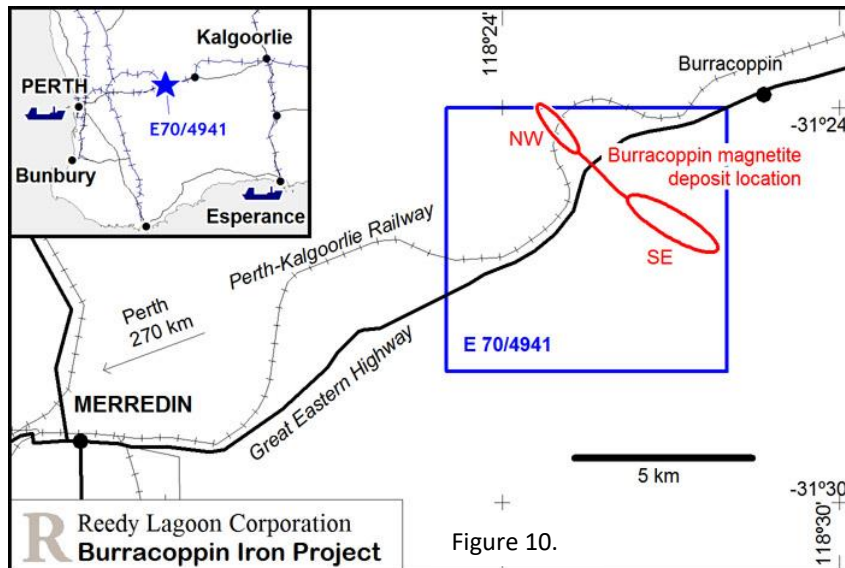 Kalgoorlie
PERTH
E70/4941
Bunbury
Esperance
118º24'
Burracoppin
-31º24'
NW
Burracoppin magnetite
deposit location
SE
Perth-Kalgoorlie Railway
Perth
270 km
E 70/4941
Great Eastern Highway
MERREDIN
5 km
-31º30'
118º30'
R
Reedy Lagoon Corporation
Burracoppin Iron Project
Figure 10.